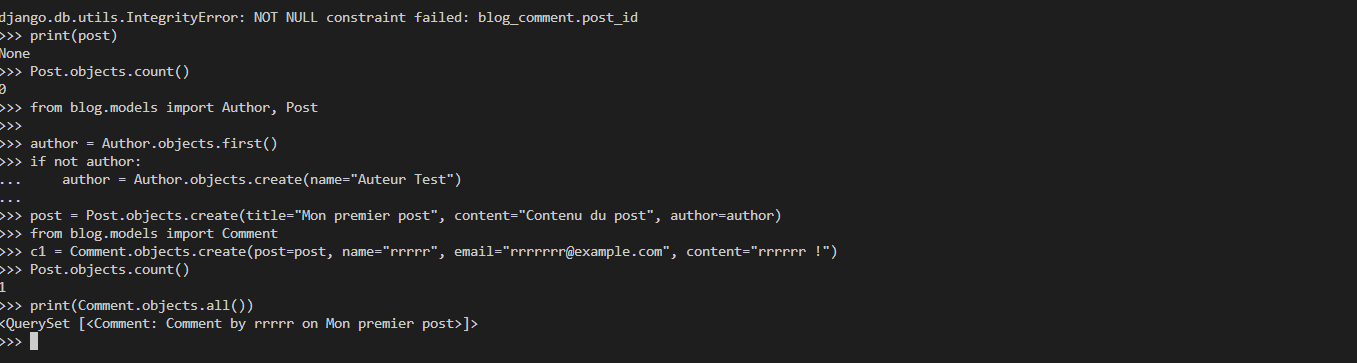 django.db.utils.IntegrityError: NOT NULL constraint failed: blog_comment.post_id
>>> print(post)
None
>>> Post.objects.count()
0
>>> from blog.models import Author, Post
>>>
>>> author = Author.objects.first()
>>> if not author:
...     author = Author.objects.create(name="Auteur Test")
...
>>> post = Post.objects.create(title="Mon premier post", content="Contenu du post", author=author)
>>> from blog.models import Comment
>>> c1 = Comment.objects.create(post=post, name="rrrrr", email="rrrrrrr@example.com", content="rrrrrr !")
>>> Post.objects.count()
1
>>> print(Comment.objects.all())
<QuerySet [<Comment: Comment by rrrrr on Mon premier post>]>
>>>